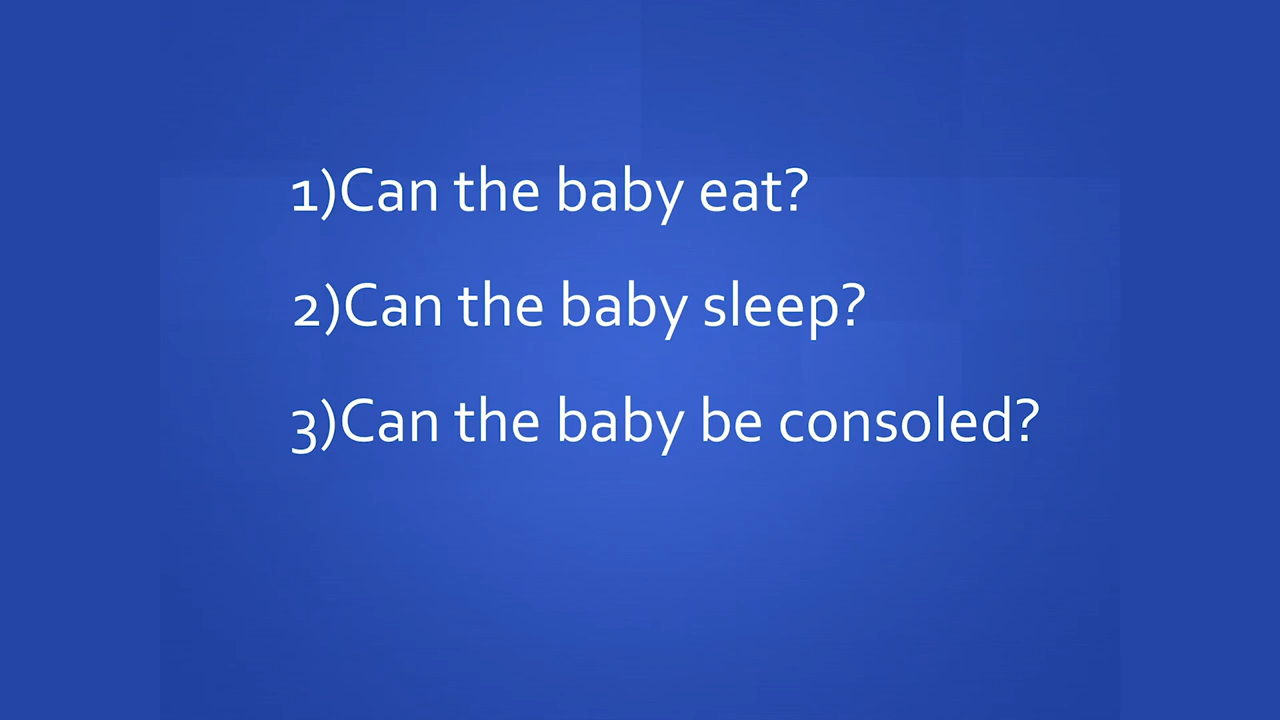 1)Can the baby eat?
2)Can the baby sleep?
3)Can the baby be consoled?